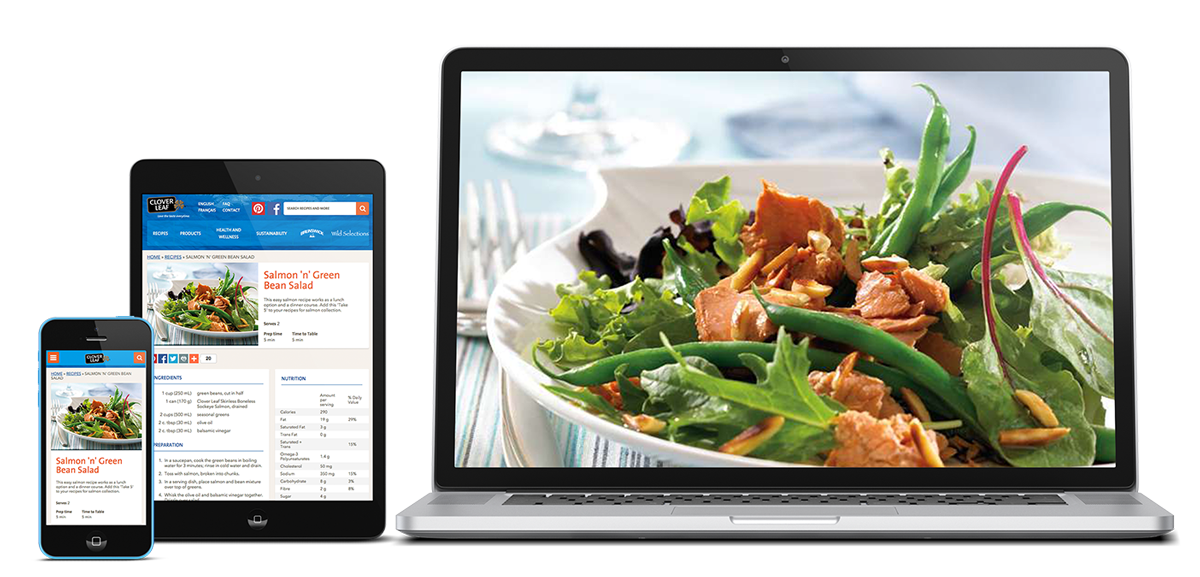 CLOVER
LEAF
HOME » RECIPES » SALMON 'N' GREEN BEAN
SALAD
Salmon 'n' Green
Bean Salad
This easy salmon recipe works as a lunch
option and a dinner course. Add this 'Take
5' to your recipes for salmon collection.
Serves 2
Prep time Time to Table
5 min 5 min
CLOVER
LEAF
ENGLISH FAQ
FRANÇAIS CONTACT
SEARCH RECIPES AND MORE
RECIPES PRODUCTS HEALTH AND WELLNESS SUSTAINABILITY BRUNSWICK Wild Selections
HOME » RECIPES » SALMON 'N' GREEN BEAN SALAD
Salmon 'n' Green
Bean Salad
This easy salmon recipe works as a lunch
option and a dinner course. Add this 'Take
5' to your recipes for salmon collection.
Serves 2
Prep time Time to Table
5 min 5 min
20
NGREDIENTS
1 cup (250 mL) green beans, cut in half
1 can (170 g) Clover Leaf Skinless Boneless
Sockeye Salmon, drained
2 cups (500 mL) seasonal greens
2 c. tbsp (30 mL) olive oil
2 c. tbsp (30 mL) balsamic vinegar
REPARATION
1. In a saucepan, cook the green beans in boiling
water for 3 minutes; rinse in cold water and drain.
2. Toss with salmon, broken into chunks.
3. In a serving dish, place salmon and bean mixture
over top of greens.
4. Whisk the olive oil and balsamic vinegar together.
NUTRITION
Amount per serving % Daily Value
Calories 290
Fat 19 g 29%
Saturated Fat 3 g
Trans Fat 0 g
Saturated + Trans 15%
Omega-3 Polyunsaturates 1.4 g
Cholesterol 50 mg
Sodium 350 mg 15%
Carbohydrate 8 g 3%
Fibre 2 g 8%
Sugar 4 g